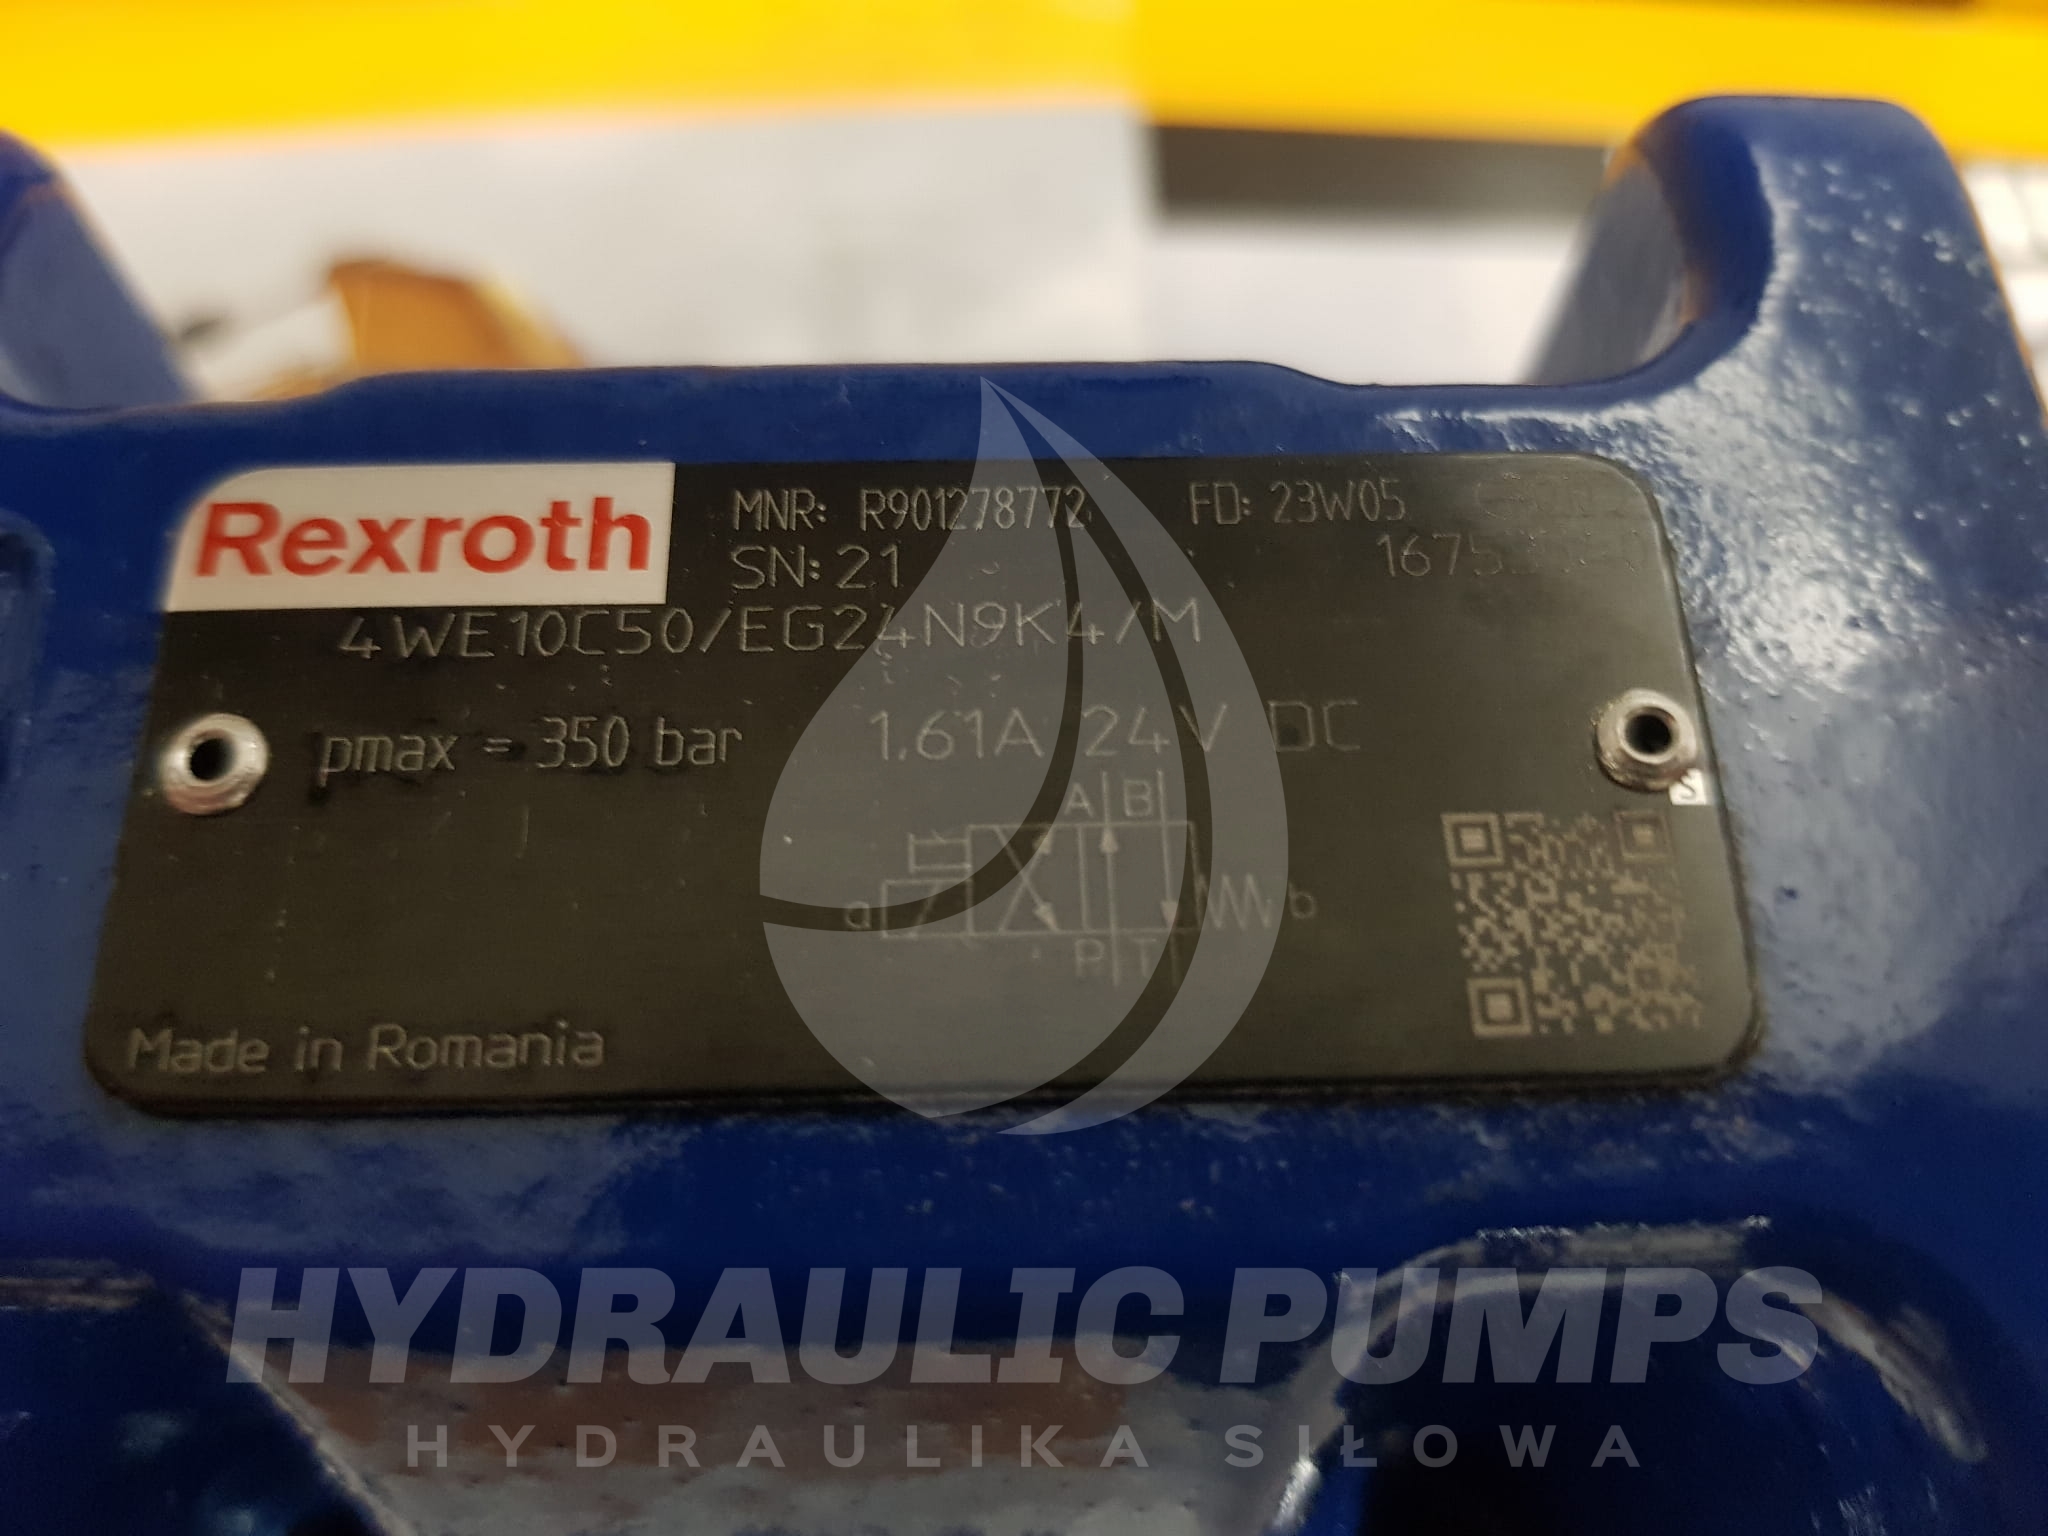 Rexroth
MNR: R901278772 FD: 23W05
SN: 21
4WE10C50/EG24N9K4/M
pmax = 350 bar 1.61A 24V DC
A B
a b
P T
S
Made in Romania
HYDRAULIC PUMPS
HYDRAULIKA SIŁOWA